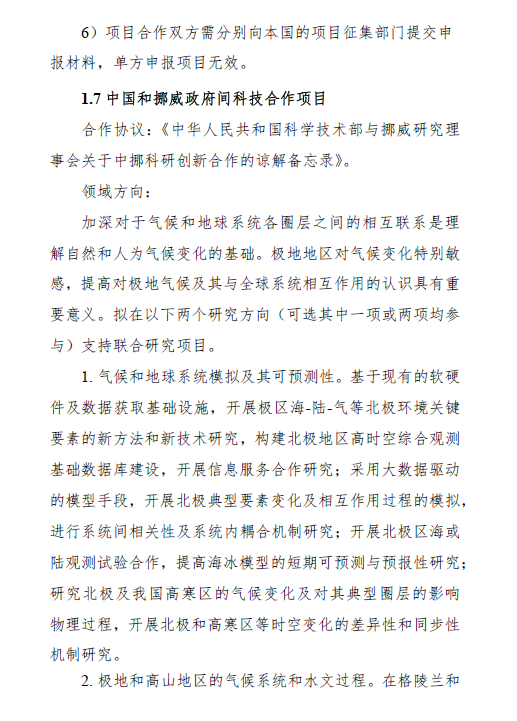 6）项目合作双方需分别向本国的项目征集部门提交申
报材料，单方申报项目无效。
1.7 中国和挪威政府间科技合作项目
合作协议：《中华人民共和国科学技术部与挪威研究理
事会关于中挪科研创新合作的谅解备忘录》。
领域方向：
加深对于气候和地球系统各圈层之间的相互联系是理
解自然和人为气候变化的基础。极地地区对气候变化特别敏
感，提高对极地气候及其与全球系统相互作用的认识具有重
要意义。拟在以下两个研究方向（可选其中一项或两项均参
与）支持联合研究项目。
1. 气候和地球系统模拟及其可预测性。基于现有的软硬
件及数据获取基础设施，开展极区海-陆-气等北极环境关键
要素的新方法和新技术研究，构建北极地区高时空综合观测
基础数据库建设，开展信息服务合作研究；采用大数据驱动
的模型手段，开展北极典型要素变化及相互作用过程的模拟，
进行系统间相关性及系统内耦合机制研究；开展北极区海或
陆观测试验合作，提高海冰模型的短期可预测与预报性研究；
研究北极及我国高寒区的气候变化及对其典型圈层的影响
物理过程，开展北极和高寒区等时空变化的差异性和同步性
机制研究。
2. 极地和高山地区的气候系统和水文过程。在格陵兰和